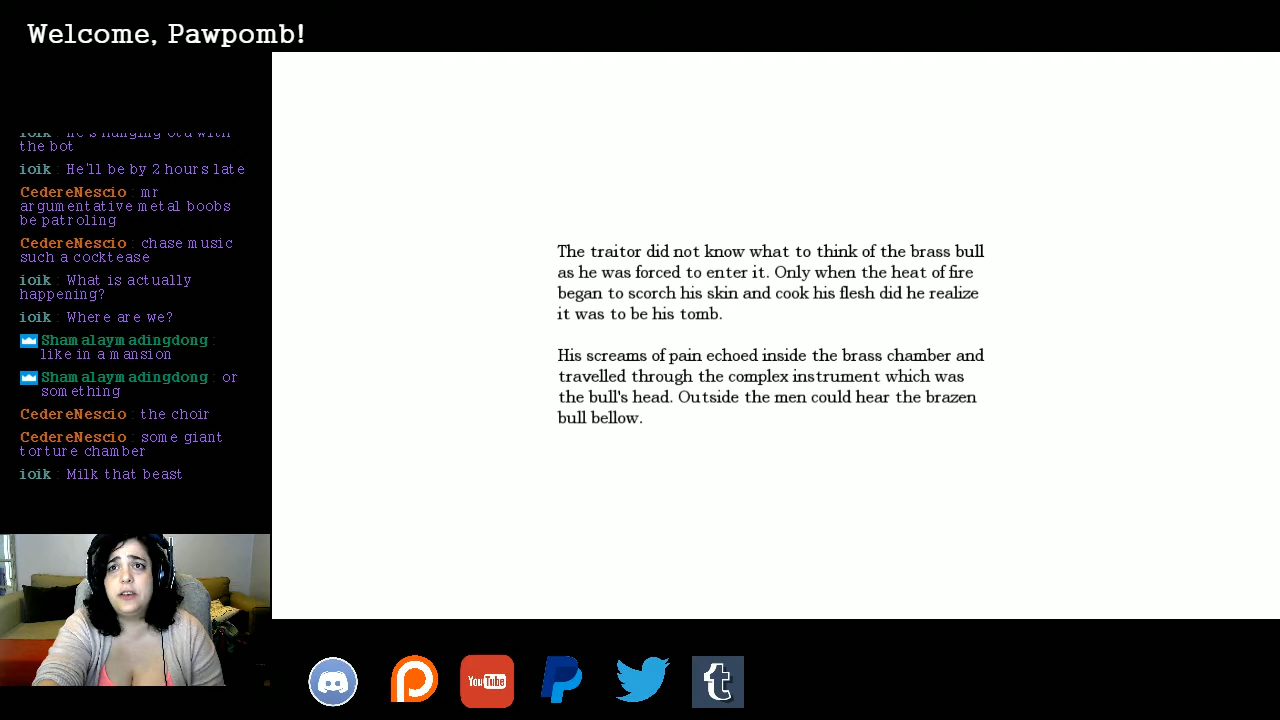 Welcome, Pawpomb!
the bot
ioik : He'll be by 2 hours late
CedereNescio : mr
argumentative metal boobs
be patroling
CedereNescio : chase music
such a cocktease
ioik : What is actually
happening?
ioik : Where are we?
Shamalaymadingdong :
like in a mansion
Shamalaymadingdong : or
something
CedereNescio : the choir
CedereNescio : some giant
torture chamber
ioik : Milk that beast
The traitor did not know what to think of the brass bull
as he was forced to enter it. Only when the heat of fire
began to scorch his skin and cook his flesh did he realize
it was to be his tomb.
His screams of pain echoed inside the brass chamber and
travelled through the complex instrument which was
the bull's head. Outside the men could hear the brazen
bull bellow.
YouTube